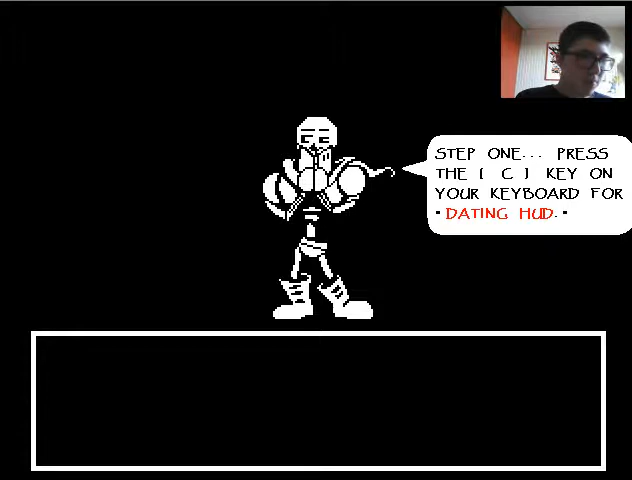 STEP ONE... PRESS
THE [ C ] KEY ON
YOUR KEYBOARD FOR
"DATING HUD."